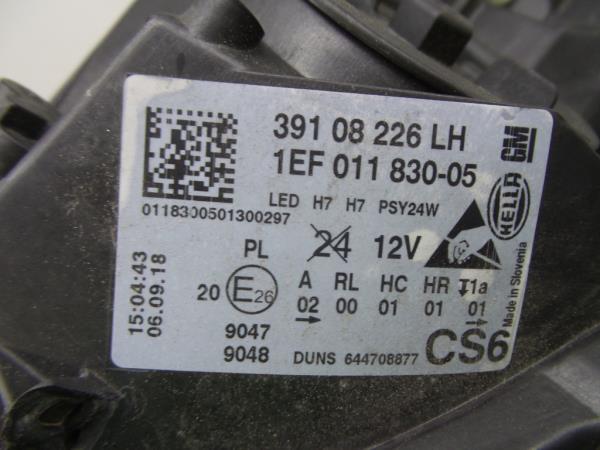 39 1 08 226 LH
1EF 011 830-05
GM
HELLA
LED H7 H7 PSY24W
0118300501300297
PL 24 12V
15:04:43
06.09.18
20 E26
A RL HC HR T1a
02 00 01 01 01
9047
9048
DUNS 644708877
CS6
Made in Slovenia